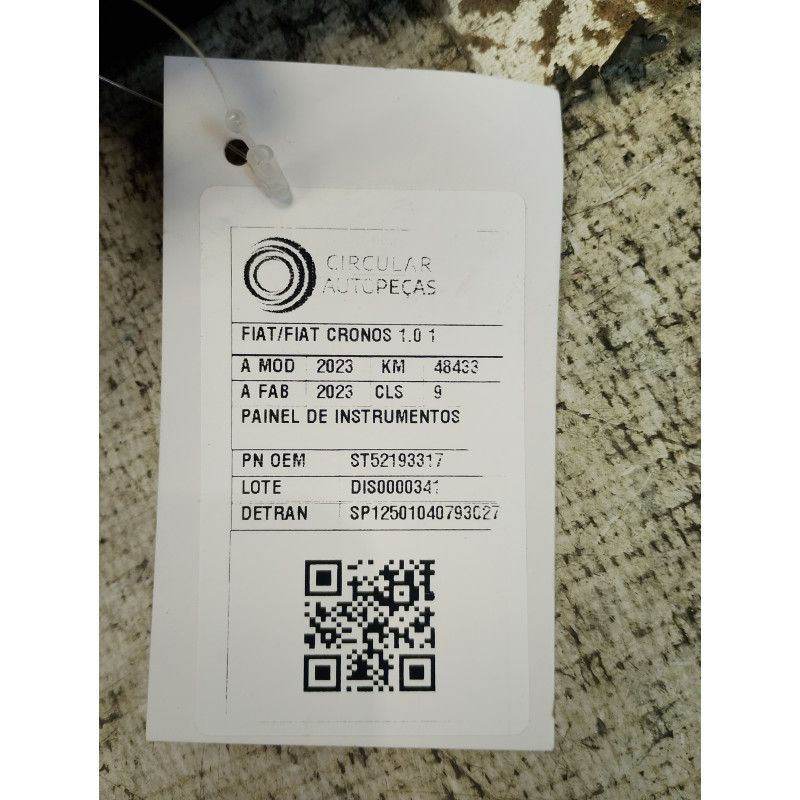 CIRCULAR
AUTOPEÇAS
FIAT/FIAT CRONOS 1.0 1
A MOD 2023 KM 48433
A FAB 2023 CLS 9
PAINEL DE INSTRUMENTOS
PN OEM ST52193317
LOTE DIS0000341
DETRAN SP12501040793027